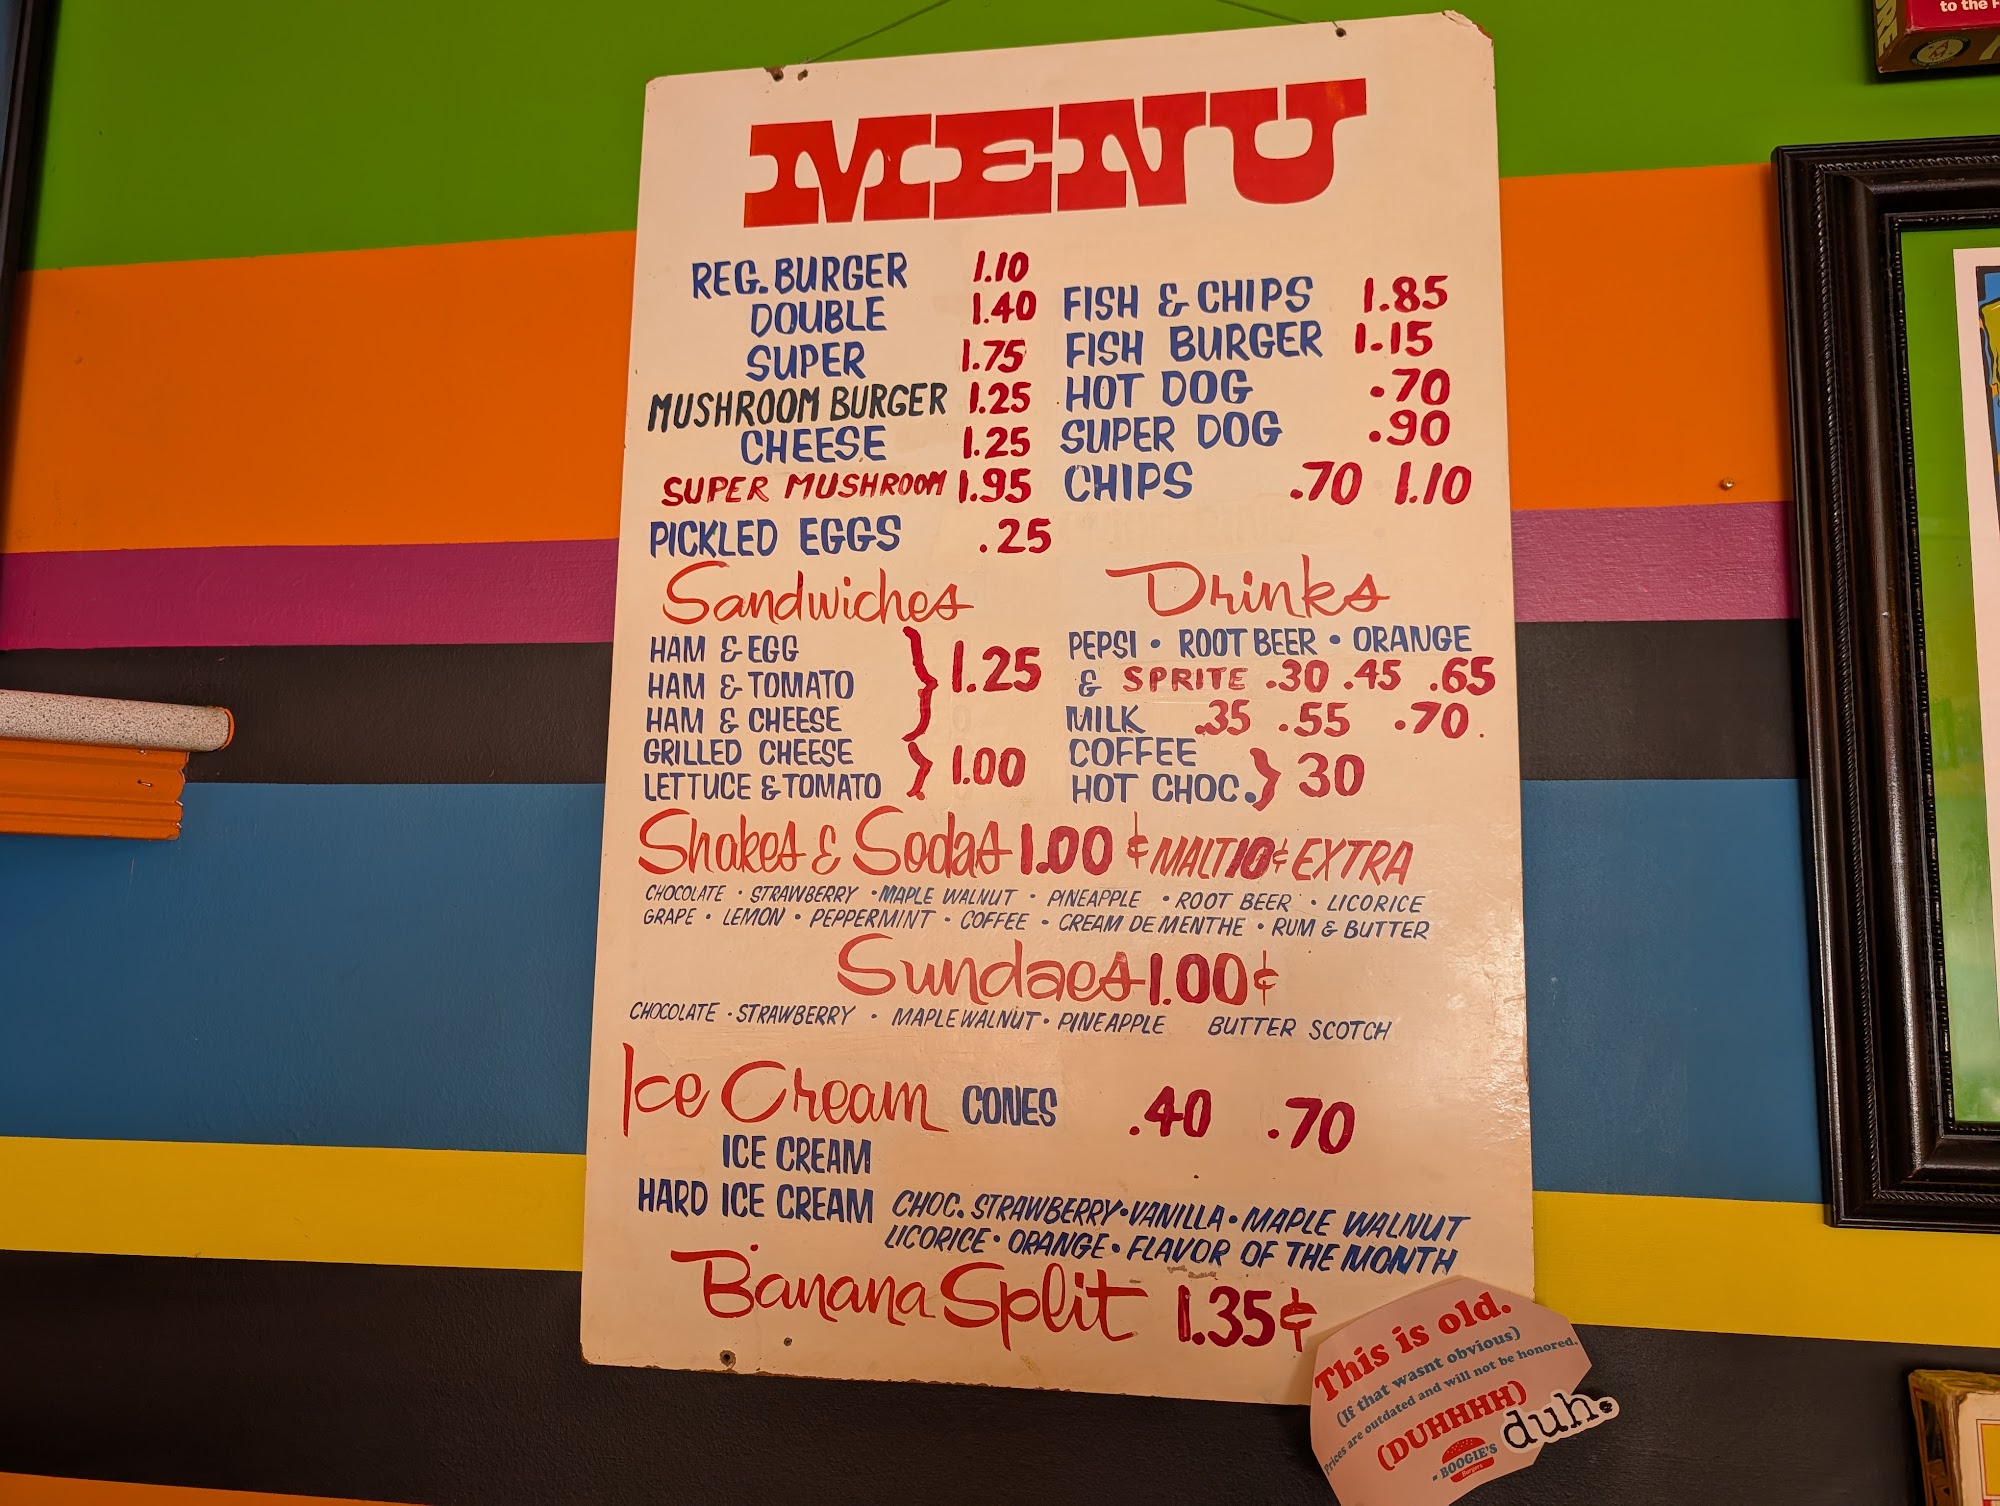 MENU
REG. BURGER 1.10
DOUBLE 1.40
SUPER 1.75
MUSHROOM BURGER 1.25
CHEESE 1.25
SUPER MUSHROOM 1.95
PICKLED EGGS .25
FISH & CHIPS 1.85
FISH BURGER 1.15
HOT DOG .70
SUPER DOG .90
CHIPS .70 1.10
Sandwiches
HAM & EGG
HAM & TOMATO
HAM & CHEESE
} 1.25
GRILLED CHEESE
LETTUCE & TOMATO
} 1.00
Drinks
PEPSI • ROOT BEER • ORANGE
& SPRITE .30 .45 .65
MILK .35 .55 .70
COFFEE
HOT CHOC. } 30
Shakes & Sodas 1.00 ¢ MALT 10¢ EXTRA
CHOCOLATE • STRAWBERRY • MAPLE WALNUT • PINEAPPLE • ROOT BEER • LICORICE
GRAPE • LEMON • PEPPERMINT • COFFEE • CREAM DE MENTHE • RUM & BUTTER
Sundaes 1.00¢
CHOCOLATE • STRAWBERRY • MAPLE WALNUT • PINEAPPLE BUTTER SCOTCH
Ice Cream CONES .40 .70
ICE CREAM
HARD ICE CREAM CHOC. STRAWBERRY • VANILLA • MAPLE WALNUT
LICORICE • ORANGE • FLAVOR OF THE MONTH
Banana Split 1.35¢
This is old.
(If that wasnt obvious)
Prices are outdated and will not be honored.
(DUHHHH)
duh.
- BOOGIE'S
Burgers
to the F